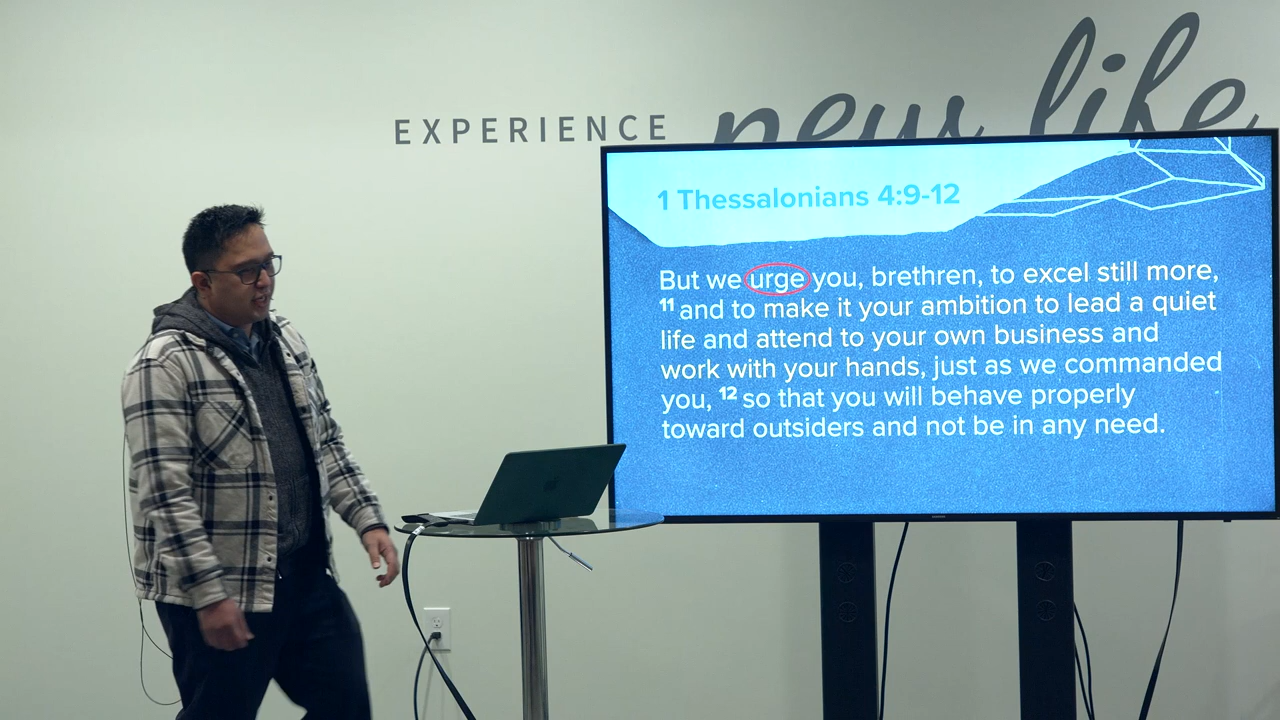 EXPERIENCE new life
1 Thessalonians 4:9-12
But we urge you, brethren, to excel still more,
11 and to make it your ambition to lead a quiet
life and attend to your own business and
work with your hands, just as we commanded
you, 12 so that you will behave properly
toward outsiders and not be in any need.